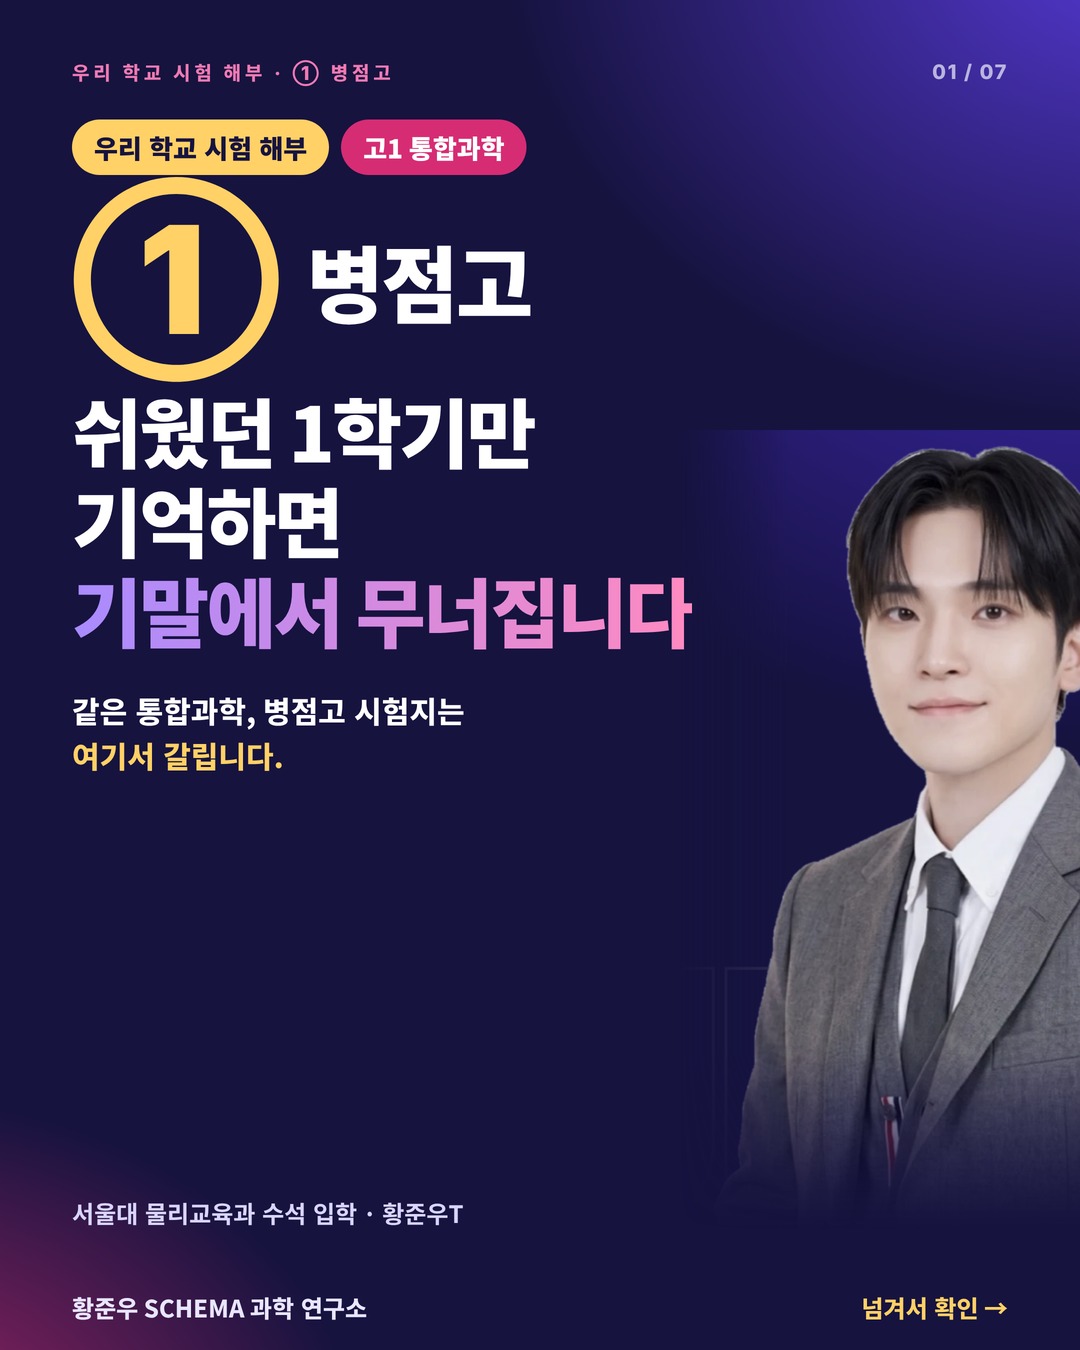 우리 학교 시험 해부 · ① 병점고
01 / 07
우리 학교 시험 해부
고1 통합과학
① 병점고
쉬웠던 1학기만
기억하면
기말에서 무너집니다
같은 통합과학, 병점고 시험지는
여기서 갈립니다.
서울대 물리교육과 수석 입학 · 황준우T
황준우 SCHEMA 과학 연구소
넘겨서 확인 →